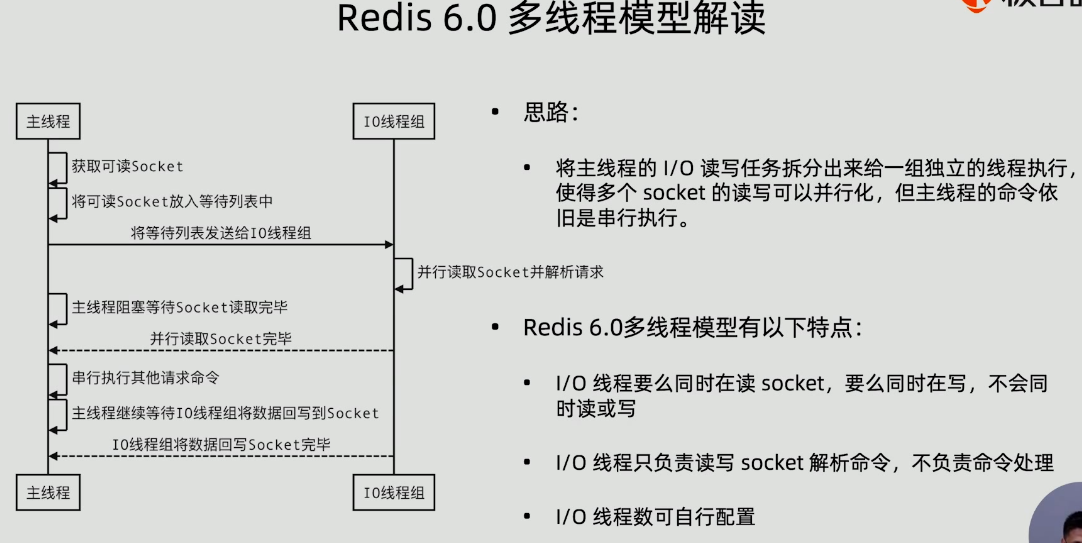 Redis 6.0 多线程模型解读
主线程
IO线程组
获取可读Socket
将可读Socket放入等待列表中
将等待列表发送给IO线程组
并行读取Socket并解析请求
主线程阻塞等待Socket读取完毕
并行读取Socket完毕
串行执行其他请求命令
主线程继续等待IO线程组将数据回写到Socket
IO线程组将数据回写Socket完毕
主线程
IO线程组
• 思路：
• 将主线程的 I/O 读写任务拆分出来给一组独立的线程执行，
使得多个 socket 的读写可以并行化，但主线程的命令依
旧是串行执行。
• Redis 6.0多线程模型有以下特点：
• I/O 线程要么同时在读 socket，要么同时在写，不会同
时读或写
• I/O 线程只负责读写 socket 解析命令，不负责命令处理
• I/O 线程数可自行配置